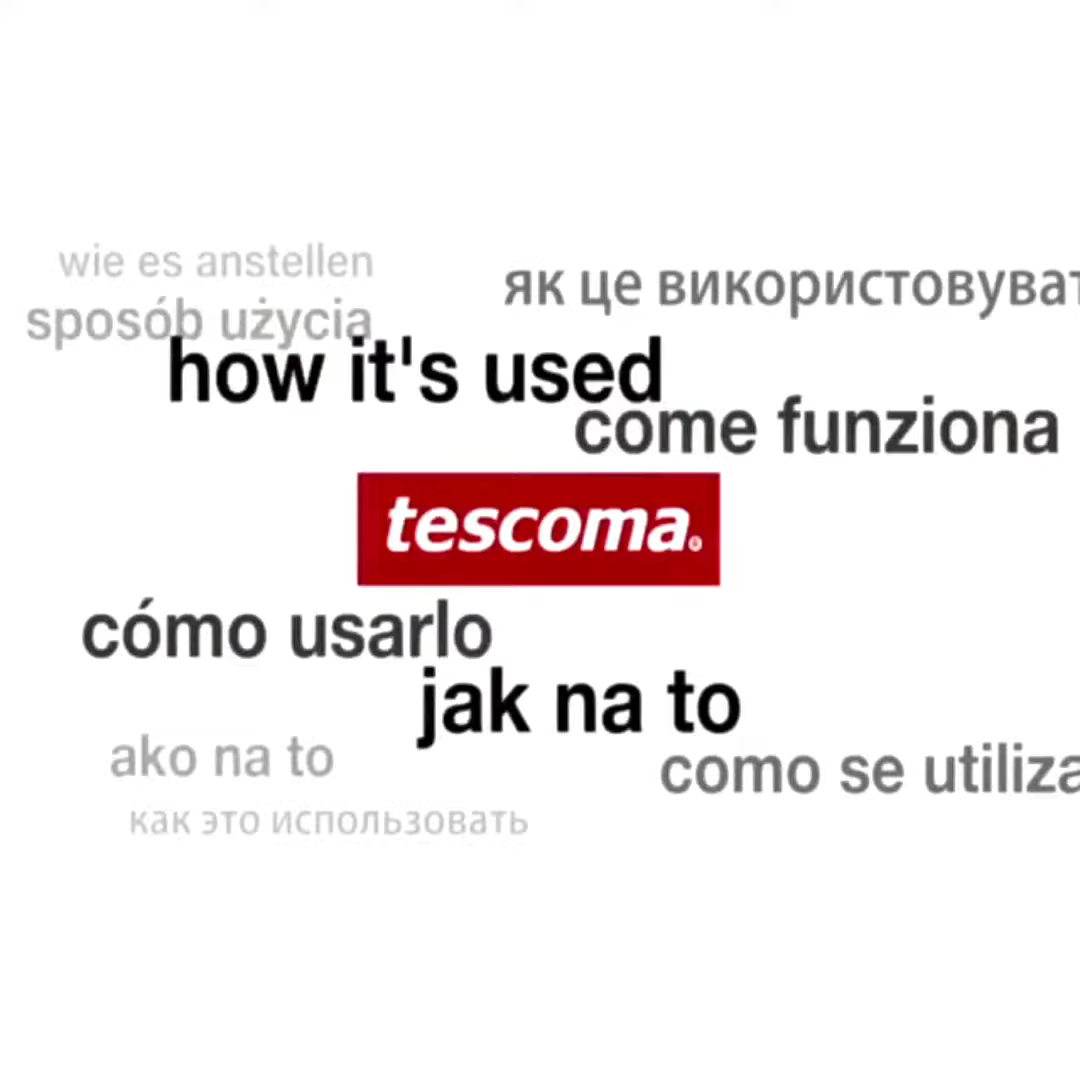 wie es anstellen
як це використовуват
sposób użycia
how it's used
come funziona
tescoma.
cómo usarlo
jak na to
ako na to
como se utiliza
как это использовать